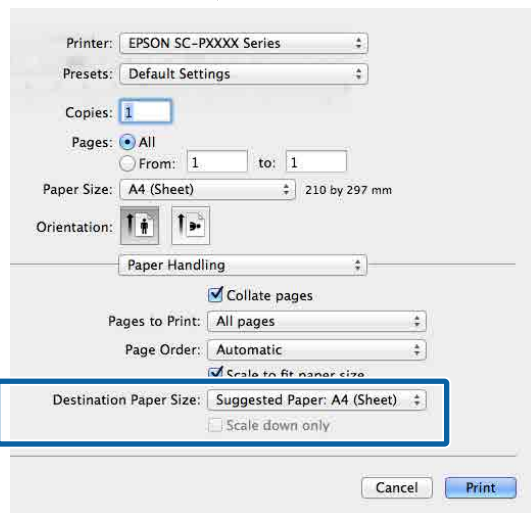 Printer: EPSON SC-PXXXX Series
Presets: Default Settings
Copies: 1
Pages: All
From: 1 to: 1
Paper Size: A4 (Sheet) 210 by 297 mm
Orientation:
Paper Handling
Collate pages
Pages to Print: All pages
Page Order: Automatic
Scale to fit paper size
Destination Paper Size: Suggested Paper: A4 (Sheet)
Scale down only
Cancel Print